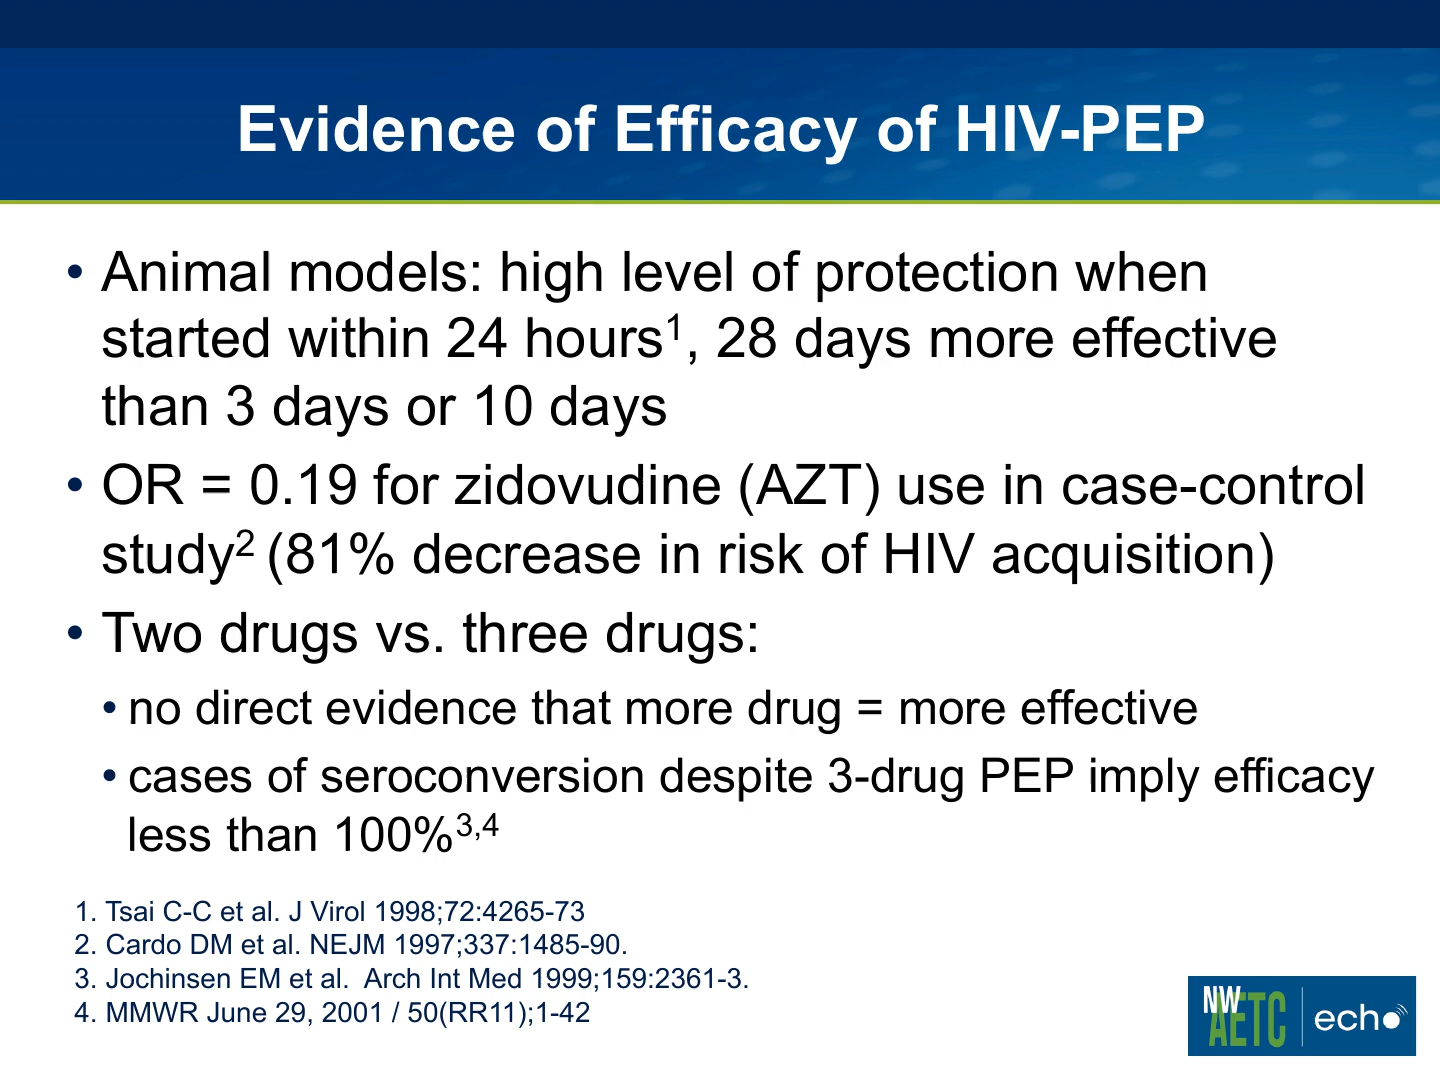 Evidence of Efficacy of HIV-PEP
• Animal models: high level of protection when
started within 24 hours¹, 28 days more effective
than 3 days or 10 days
• OR = 0.19 for zidovudine (AZT) use in case-control
study² (81% decrease in risk of HIV acquisition)
• Two drugs vs. three drugs:
• no direct evidence that more drug = more effective
• cases of seroconversion despite 3-drug PEP imply efficacy
less than 100%³,⁴
1. Tsai C-C et al. J Virol 1998;72:4265-73
2. Cardo DM et al. NEJM 1997;337:1485-90.
3. Jochinsen EM et al.  Arch Int Med 1999;159:2361-3.
4. MMWR June 29, 2001 / 50(RR11);1-42
NW
AETC
echo